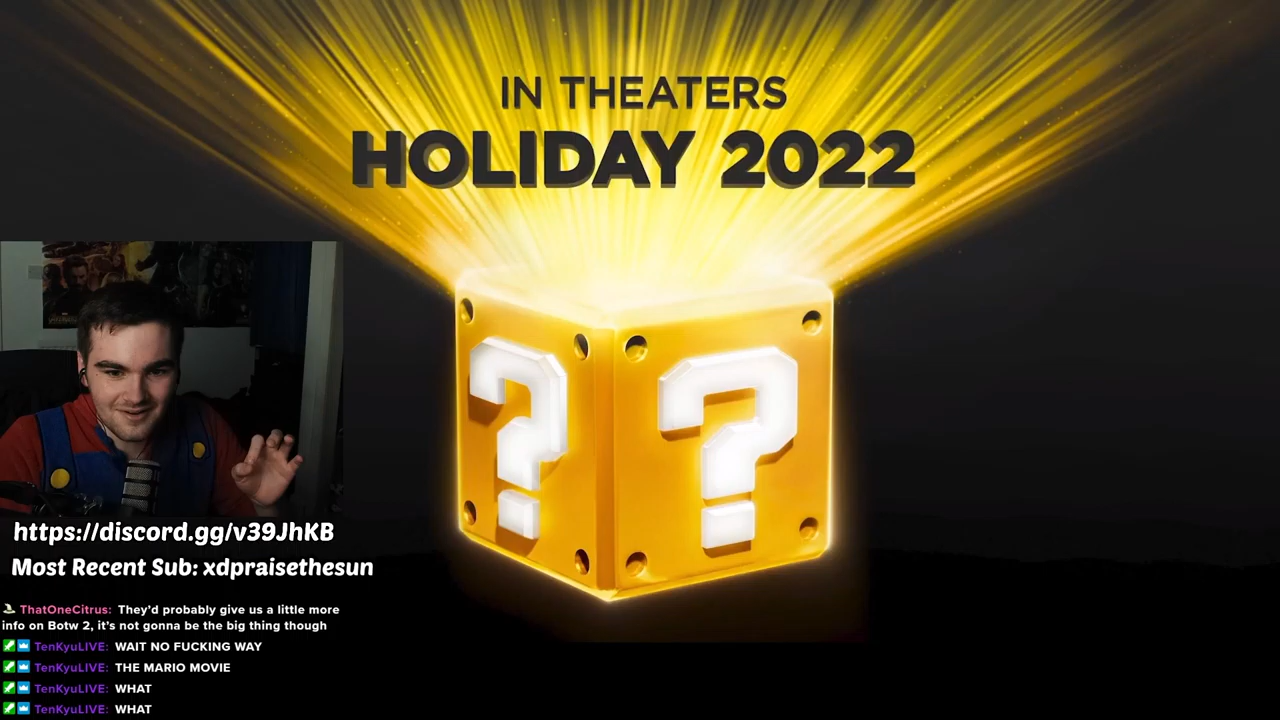 IN THEATERS
HOLIDAY 2022
? ?
https://discord.gg/v39JhKB
Most Recent Sub: xdpraisethesun
ThatOneCitrus: They'd probably give us a little more
info on Botw 2, it's not gonna be the big thing though
TenKyuLIVE: WAIT NO FUCKING WAY
TenKyuLIVE: THE MARIO MOVIE
TenKyuLIVE: WHAT
TenKyuLIVE: WHAT